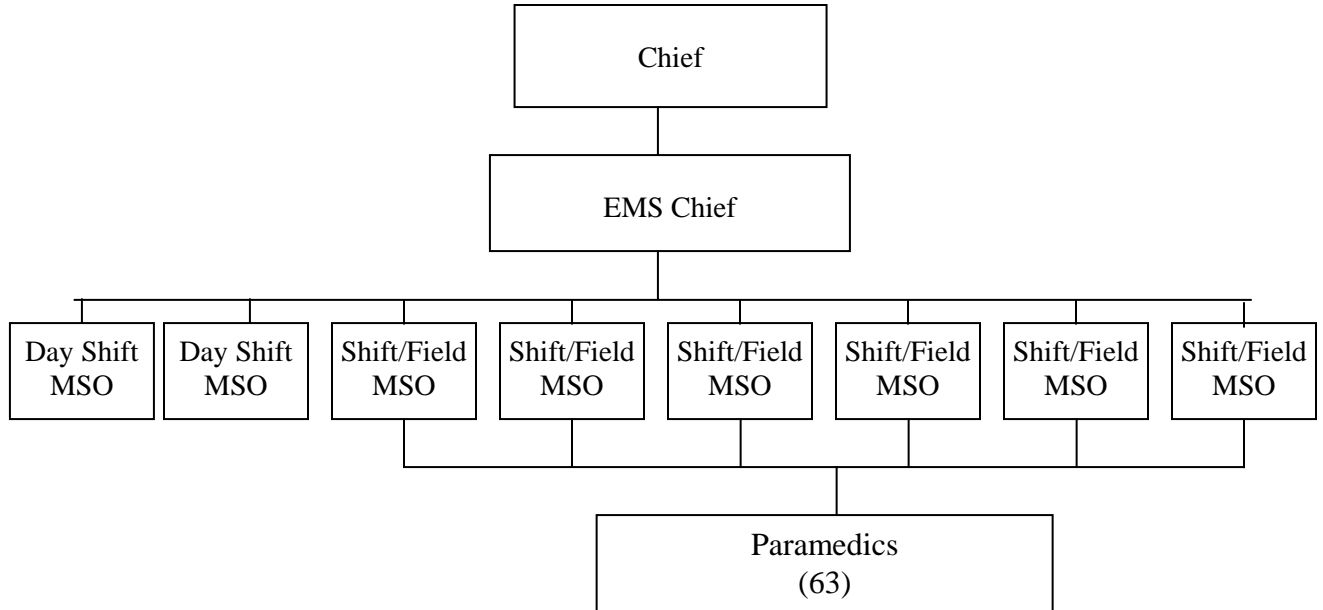 Chief
EMS Chief
Day Shift
MSO
Day Shift
MSO
Shift/Field
MSO
Shift/Field
MSO
Shift/Field
MSO
Shift/Field
MSO
Shift/Field
MSO
Shift/Field
MSO
Paramedics
(63)